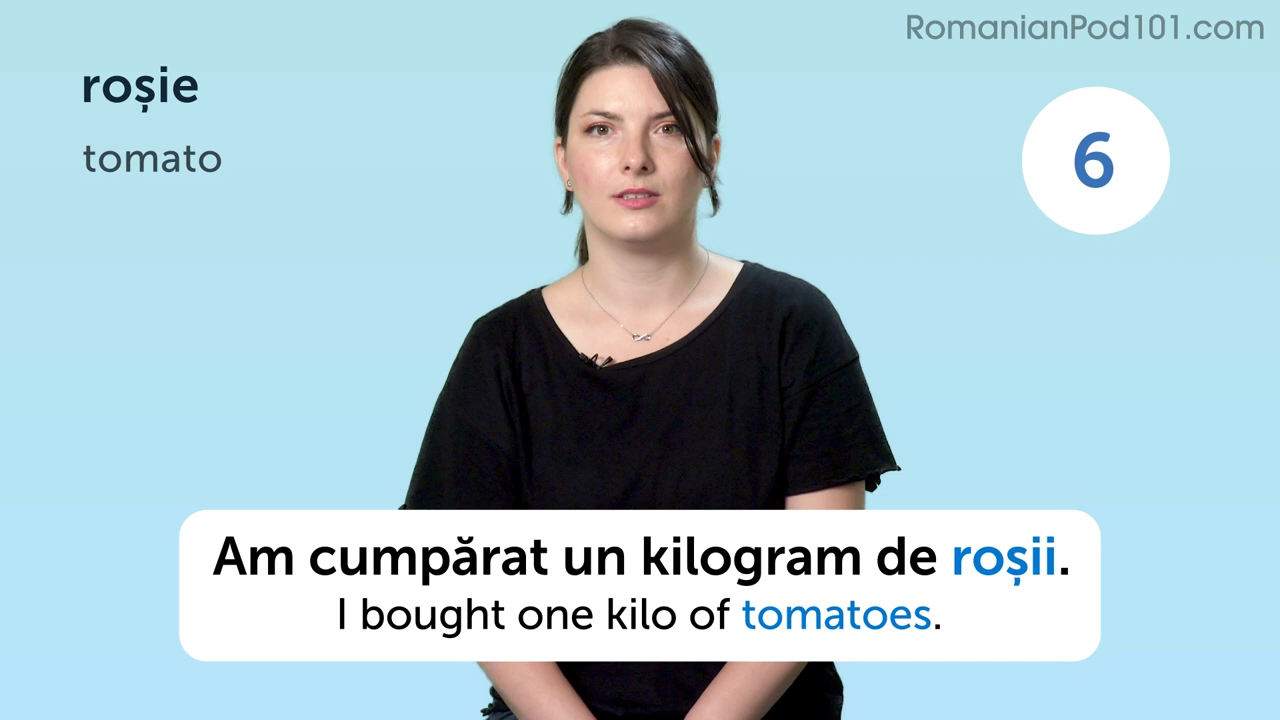 RomanianPod101.com
roșie
tomato
6
Am cumpărat un kilogram de roșii.
I bought one kilo of tomatoes.